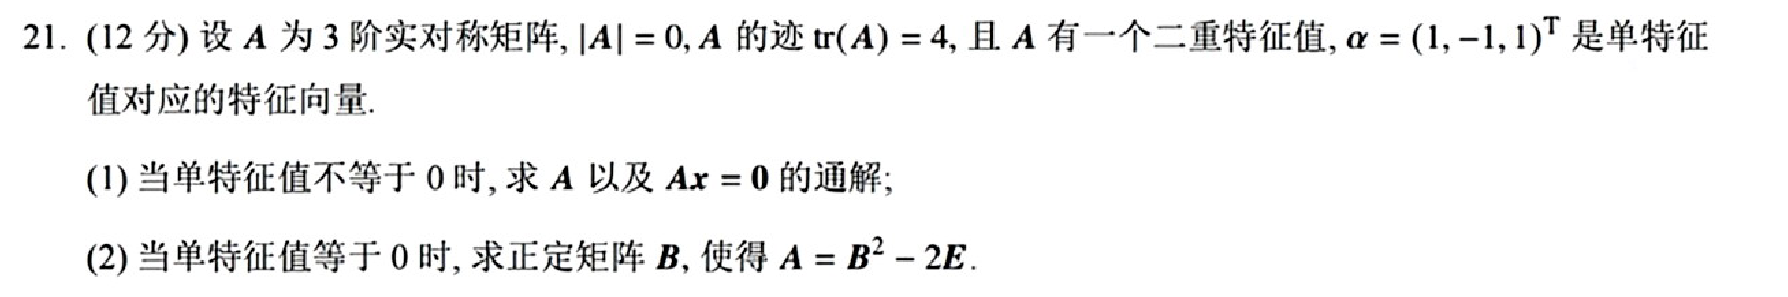 21. (12 分) 设 A 为 3 阶实对称矩阵, |A| = 0, A 的迹 tr(A) = 4, 且 A 有一个二重特征值, α = (1, −1, 1)ᵀ 是单特征
值对应的特征向量.
(1) 当单特征值不等于 0 时, 求 A 以及 Ax = 0 的通解;
(2) 当单特征值等于 0 时, 求正定矩阵 B, 使得 A = B² − 2E.